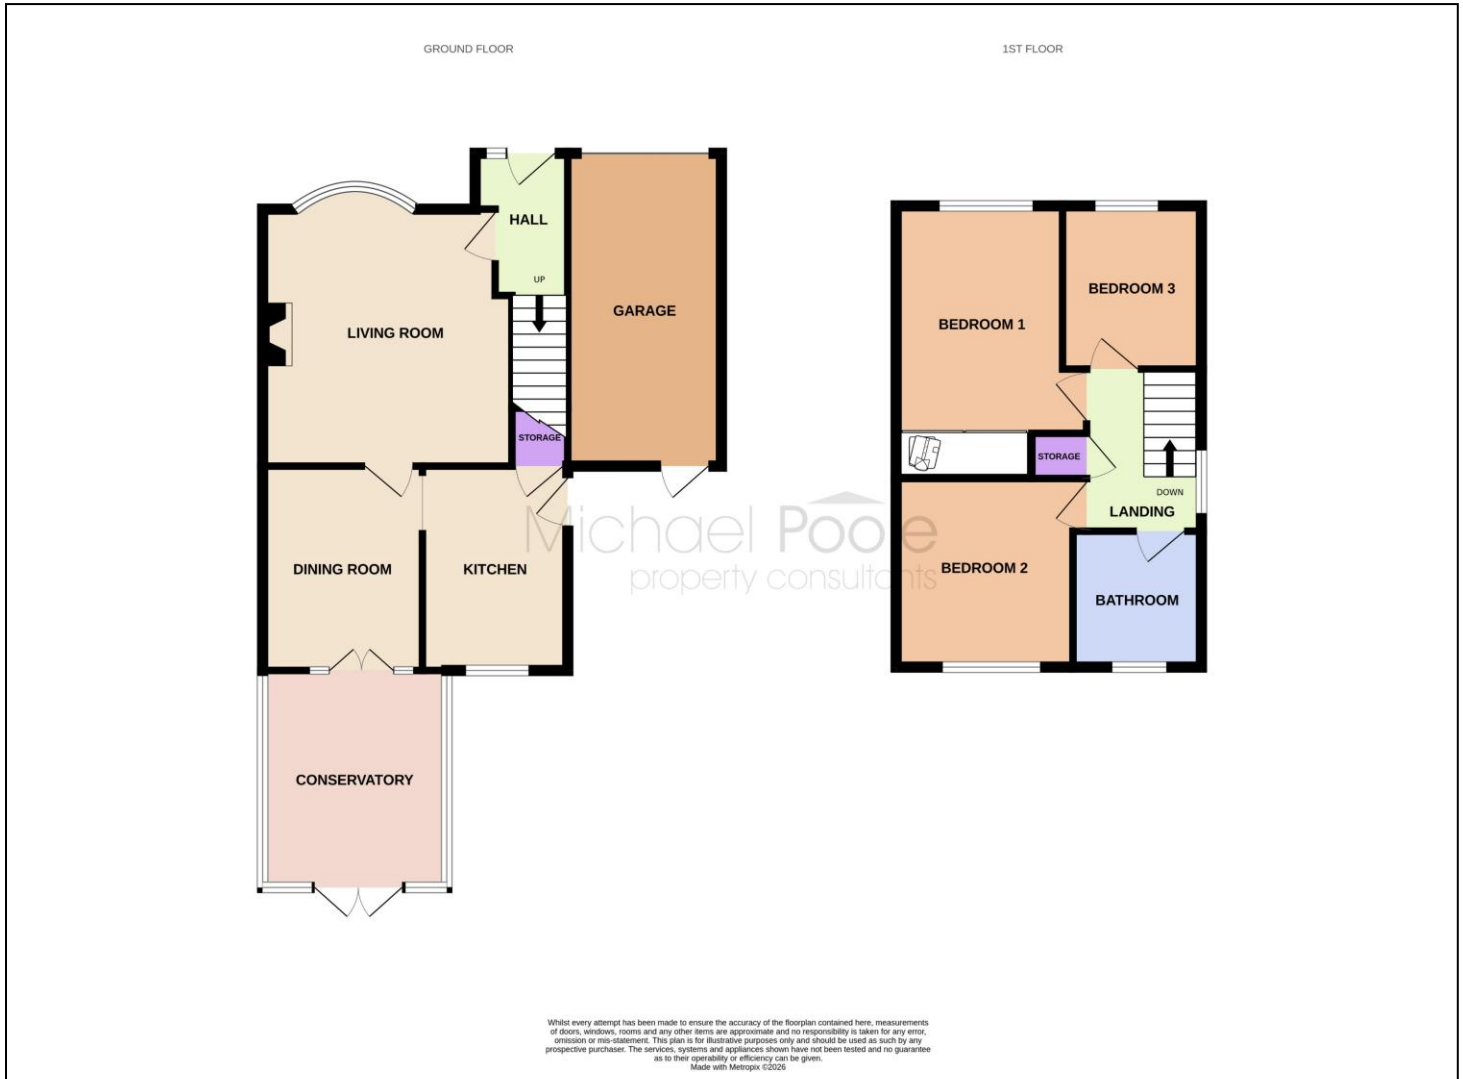 GROUND FLOOR
1ST FLOOR
HALL
UP
LIVING ROOM
GARAGE
STORAGE
DINING ROOM
KITCHEN
CONSERVATORY
BEDROOM 1
BEDROOM 3
STORAGE
DOWN
LANDING
BEDROOM 2
BATHROOM
Michael Poole
property consultants
Whilst every attempt has been made to ensure the accuracy of the floorplan contained here, measurements
of doors, windows, rooms and any other items are approximate and no responsibility is taken for any error,
omission or mis-statement. This plan is for illustrative purposes only and should be used as such by any
prospective purchaser. The services, systems and appliances shown have not been tested and no guarantee
as to their operability or efficiency can be given.
Made with Metropix ©2026